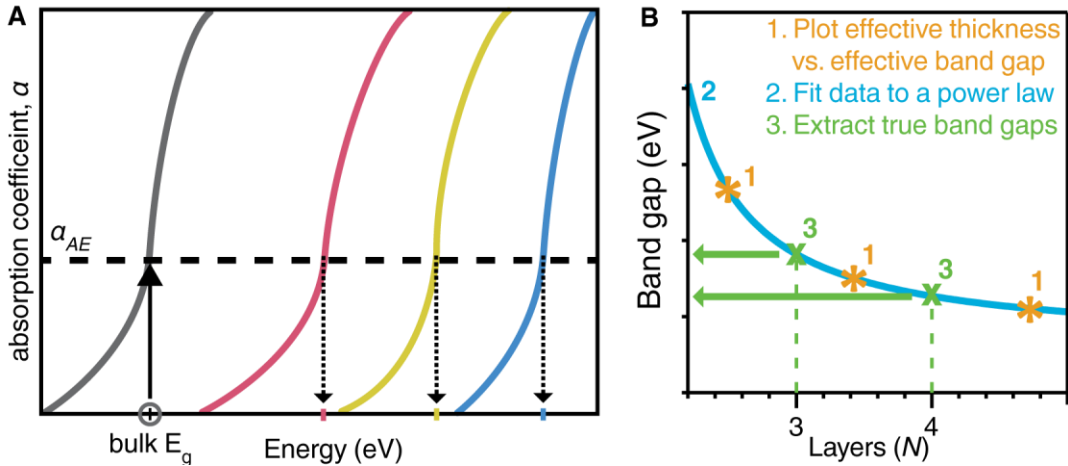 A
absorption coefficeint, α
α_AE
bulk E_g
Energy (eV)
B
1. Plot effective thickness
vs. effective band gap
2. Fit data to a power law
3. Extract true band gaps
Band gap (eV)
2
1
3
1
3
1
3
4
Layers (N)